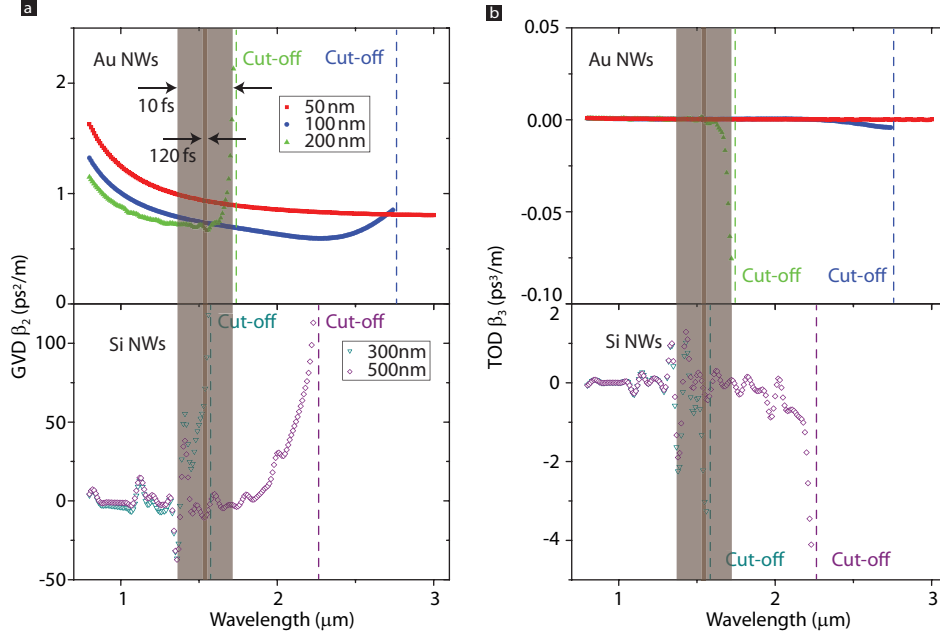 a
Au NWs
Cut-off
Cut-off
10 fs
120 fs
50 nm
100 nm
200 nm
2
1
0
GVD β₂ (ps²/m)
Si NWs
Cut-off
Cut-off
300nm
500nm
100
50
0
-50
1
2
3
Wavelength (μm)
b
Au NWs
0.05
0.00
-0.05
-0.10
Cut-off
Cut-off
TOD β₃ (ps³/m)
Si NWs
2
0
-2
-4
Cut-off
Cut-off
1
2
3
Wavelength (μm)